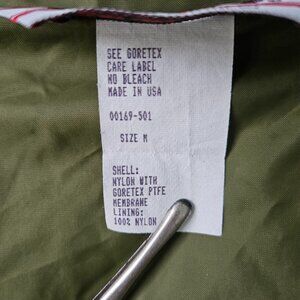 SEE GORETEX
CARE LABEL
NO BLEACH
MADE IN USA
00169-501
SIZE M
SHELL:
NYLON WITH
GORETEX PTFE
MEMBRANE
LINING:
100% NYLON